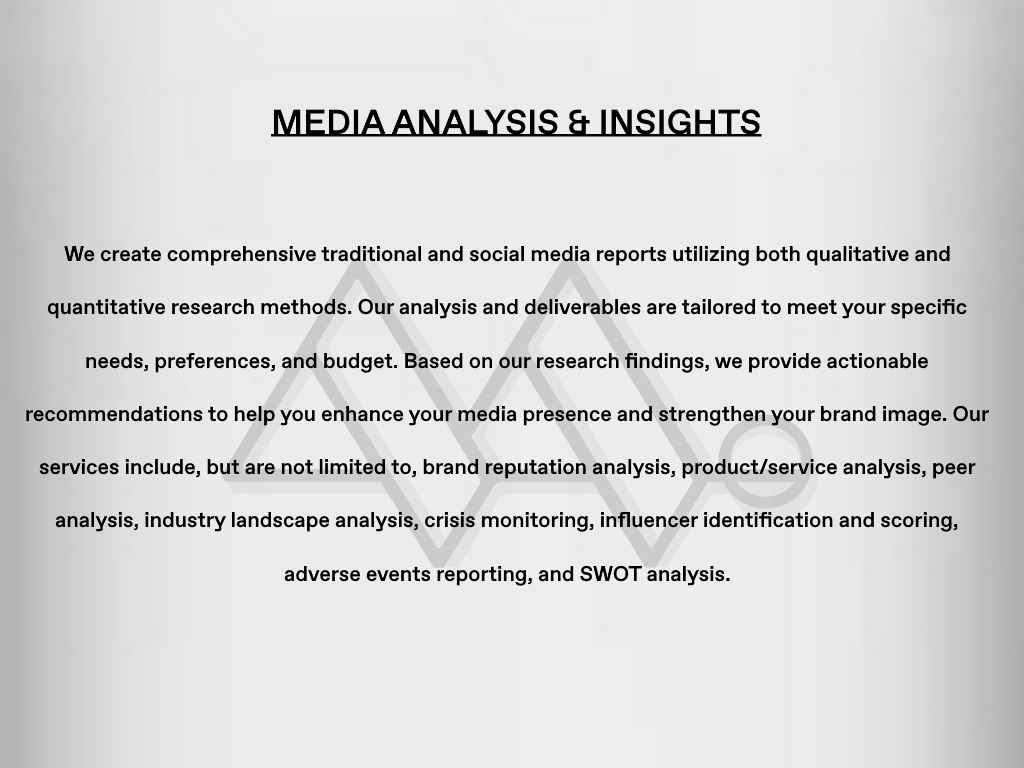 MEDIA ANALYSIS & INSIGHTS
We create comprehensive traditional and social media reports utilizing both qualitative and
quantitative research methods. Our analysis and deliverables are tailored to meet your specific
needs, preferences, and budget. Based on our research findings, we provide actionable
recommendations to help you enhance your media presence and strengthen your brand image. Our
services include, but are not limited to, brand reputation analysis, product/service analysis, peer
analysis, industry landscape analysis, crisis monitoring, influencer identification and scoring,
adverse events reporting, and SWOT analysis.